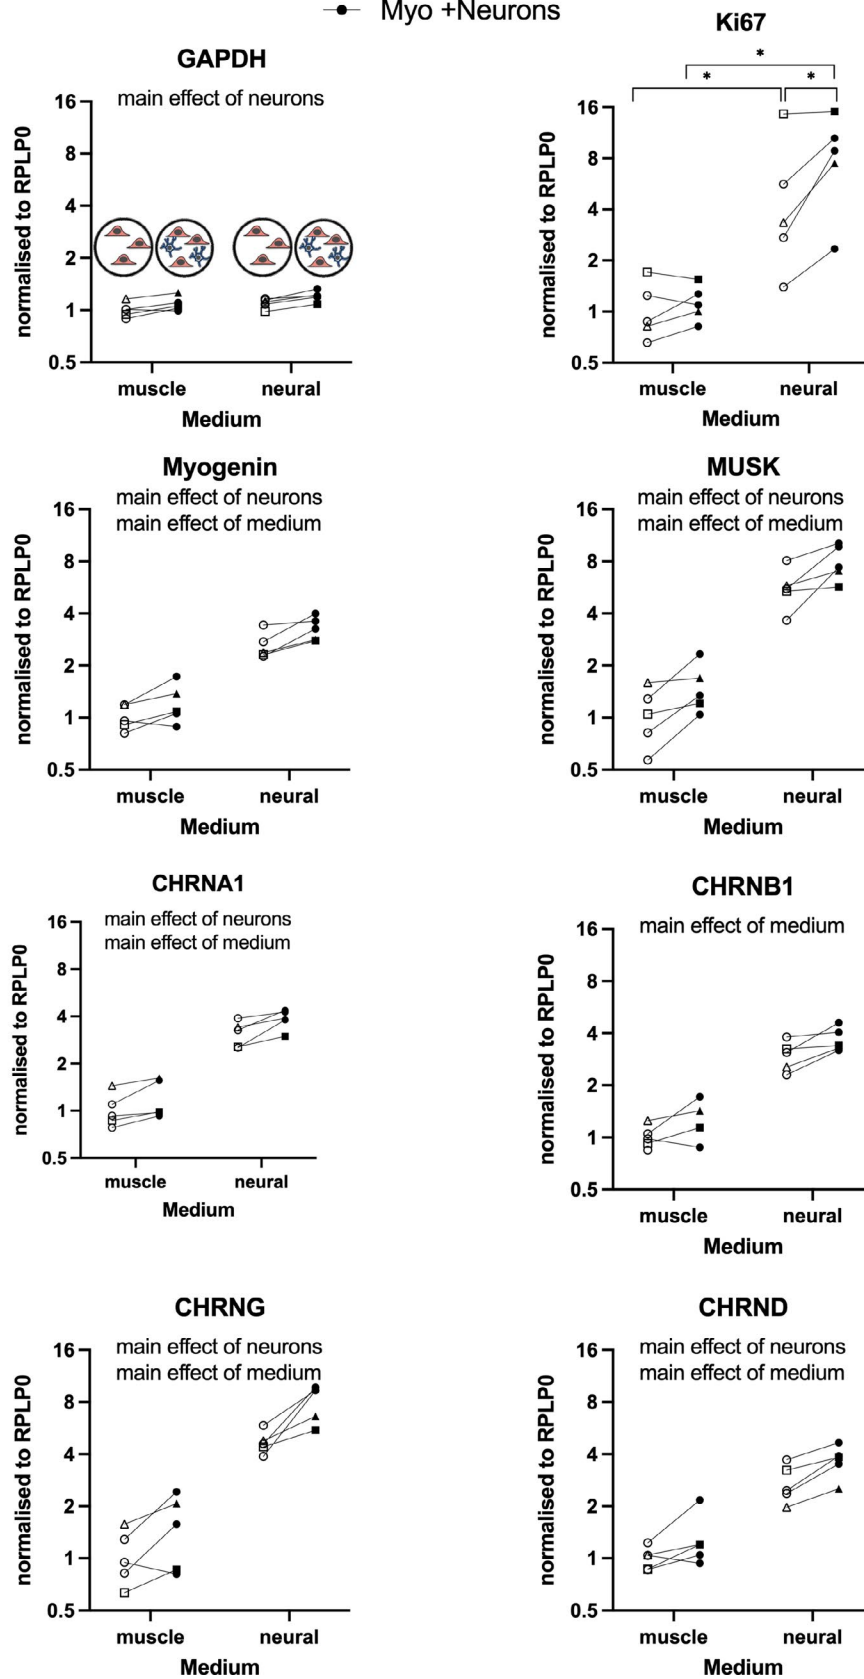 Myo +Neurons
GAPDH
main effect of neurons
normalised to RPLP0
16
8
4
2
1
0.5
muscle
neural
Medium
Ki67
*
*
*
normalised to RPLP0
16
8
4
2
1
0.5
muscle
neural
Medium
Myogenin
main effect of neurons
main effect of medium
normalised to RPLP0
16
8
4
2
1
0.5
muscle
neural
Medium
MUSK
main effect of neurons
main effect of medium
normalised to RPLP0
16
8
4
2
1
0.5
muscle
neural
Medium
CHRNA1
main effect of neurons
main effect of medium
normalised to RPLP0
16
8
4
2
1
0.5
muscle
neural
Medium
CHRNB1
main effect of medium
normalised to RPLP0
16
8
4
2
1
0.5
muscle
neural
Medium
CHRNG
main effect of neurons
main effect of medium
normalised to RPLP0
16
8
4
2
1
0.5
muscle
neural
Medium
CHRND
main effect of neurons
main effect of medium
normalised to RPLP0
16
8
4
2
1
0.5
muscle
neural
Medium